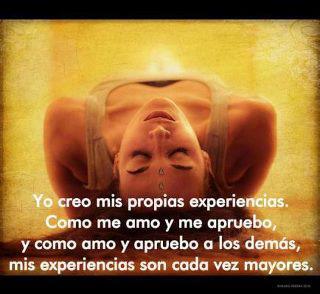 Yo creo mis propias experiencias.
Como me amo y me apruebo,
y como amo y apruebo a los demás,
mis experiencias son cada vez mayores.